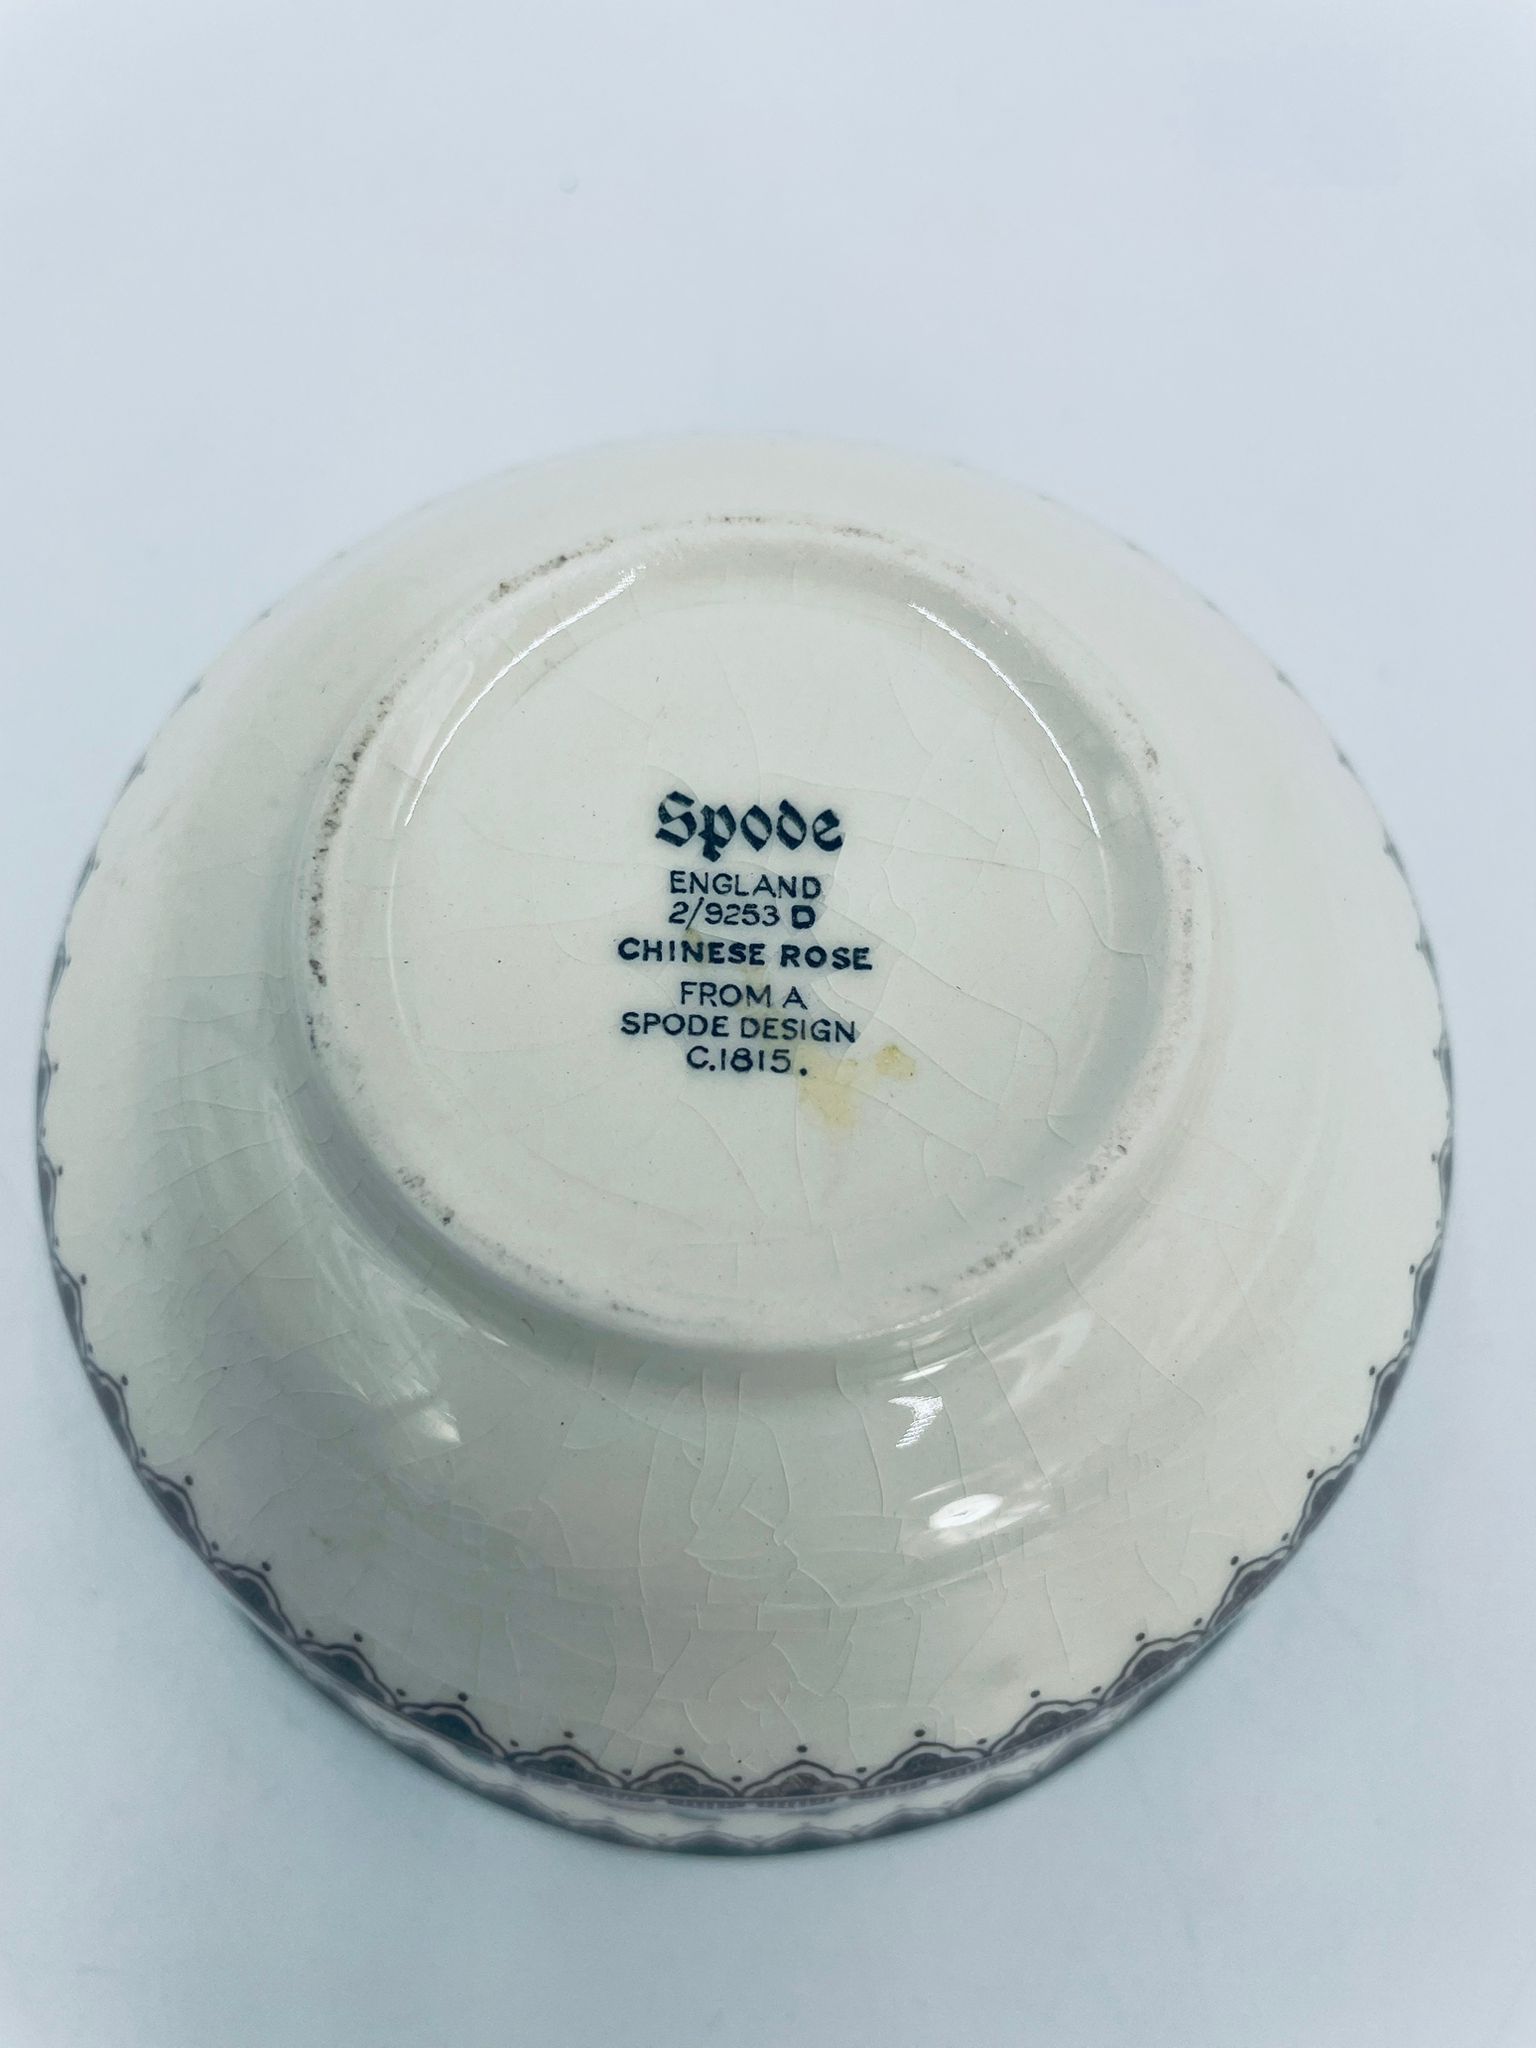 Spode
ENGLAND
2/9253 D
CHINESE ROSE
FROM A
SPODE DESIGN
C.1815.